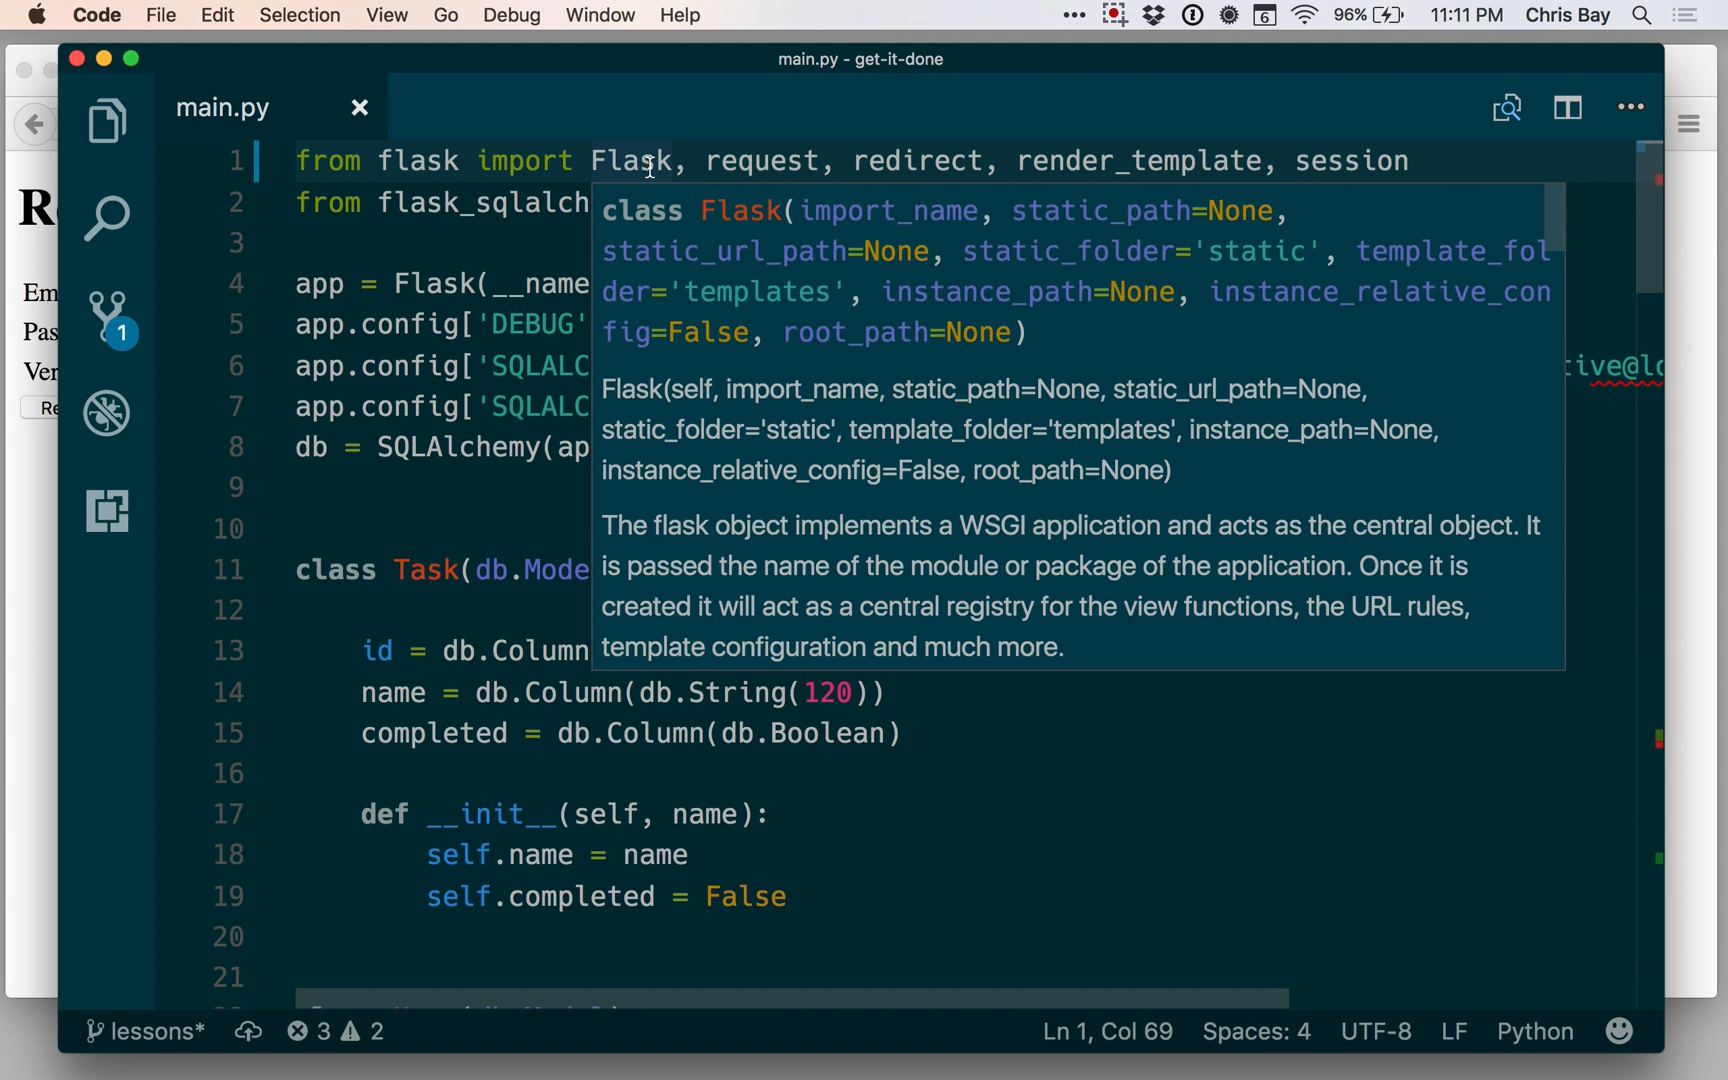 Code File Edit Selection View Go Debug Window Help 6 96% 11:11 PM Chris Bay
main.py - get-it-done
main.py
1 from flask import Flask, request, redirect, render_template, session
2 from flask_sqlalch
3
4 app = Flask(__name
5 app.config['DEBUG'
6 app.config['SQLALC
7 app.config['SQLALC
8 db = SQLAlchemy(ap
9
10
11 class Task(db.Mode
12
13 id = db.Column
14 name = db.Column(db.String(120))
15 completed = db.Column(db.Boolean)
16
17 def __init__(self, name):
18 self.name = name
19 self.completed = False
20
21
class Flask(import_name, static_path=None,
static_url_path=None, static_folder='static', template_fol
der='templates', instance_path=None, instance_relative_con
fig=False, root_path=None)
Flask(self, import_name, static_path=None, static_url_path=None,
static_folder='static', template_folder='templates', instance_path=None,
instance_relative_config=False, root_path=None)
The flask object implements a WSGI application and acts as the central object. It
is passed the name of the module or package of the application. Once it is
created it will act as a central registry for the view functions, the URL rules,
template configuration and much more.
tive@lo
1
R
Em
Pas
Ver
Re
lessons* 3 2 Ln 1, Col 69 Spaces: 4 UTF-8 LF Python